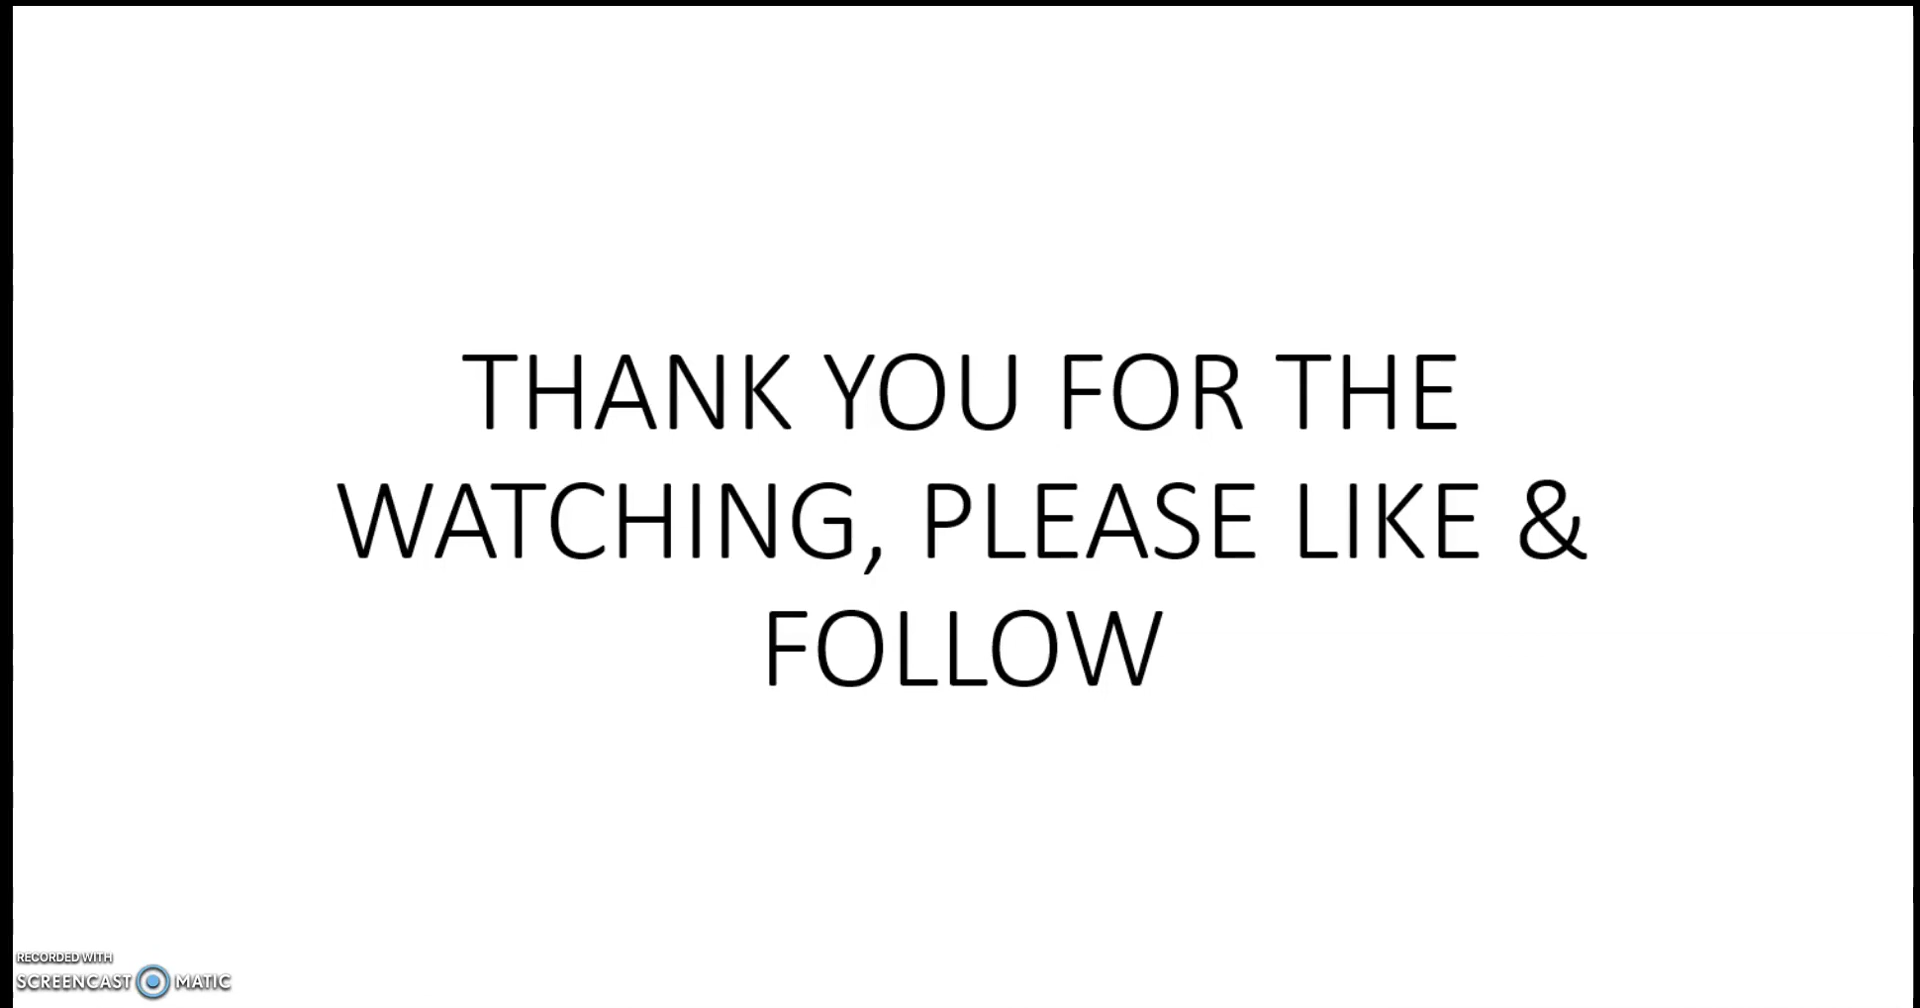 THANK YOU FOR THE
WATCHING, PLEASE LIKE &
FOLLOW
RECORDED WITH
SCREENCAST MATIC